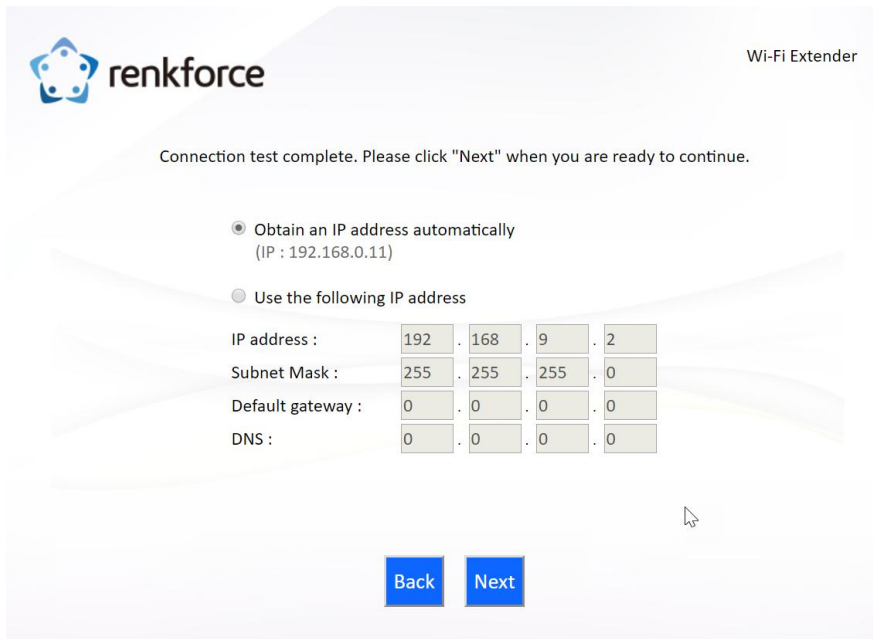 renkforce
Wi-Fi Extender
Connection test complete. Please click "Next" when you are ready to continue.
Obtain an IP address automatically
(IP : 192.168.0.11)
Use the following IP address
IP address : 192 . 168 . 9 . 2
Subnet Mask : 255 . 255 . 255 . 0
Default gateway : 0 . 0 . 0 . 0
DNS : 0 . 0 . 0 . 0
Back Next